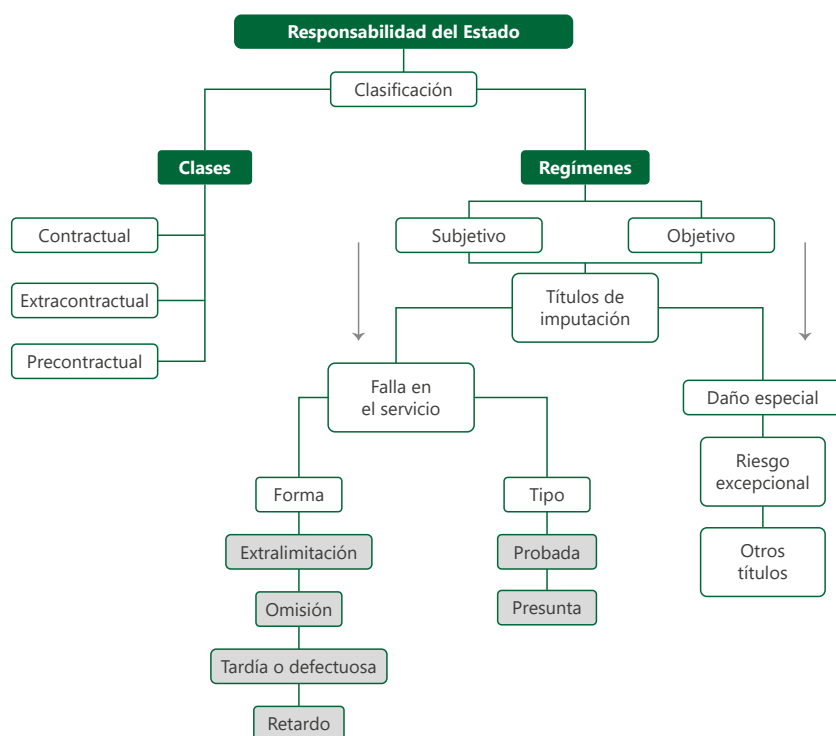 Responsabilidad del Estado
Clasificación
Clases
Regímenes
Contractual
Extracontractual
Precontractual
Subjetivo
Objetivo
Títulos de
imputación
Falla en
el servicio
Daño especial
Riesgo
excepcional
Otros
títulos
Forma
Extralimitación
Omisión
Tardía o defectuosa
Retardo
Tipo
Probada
Presunta